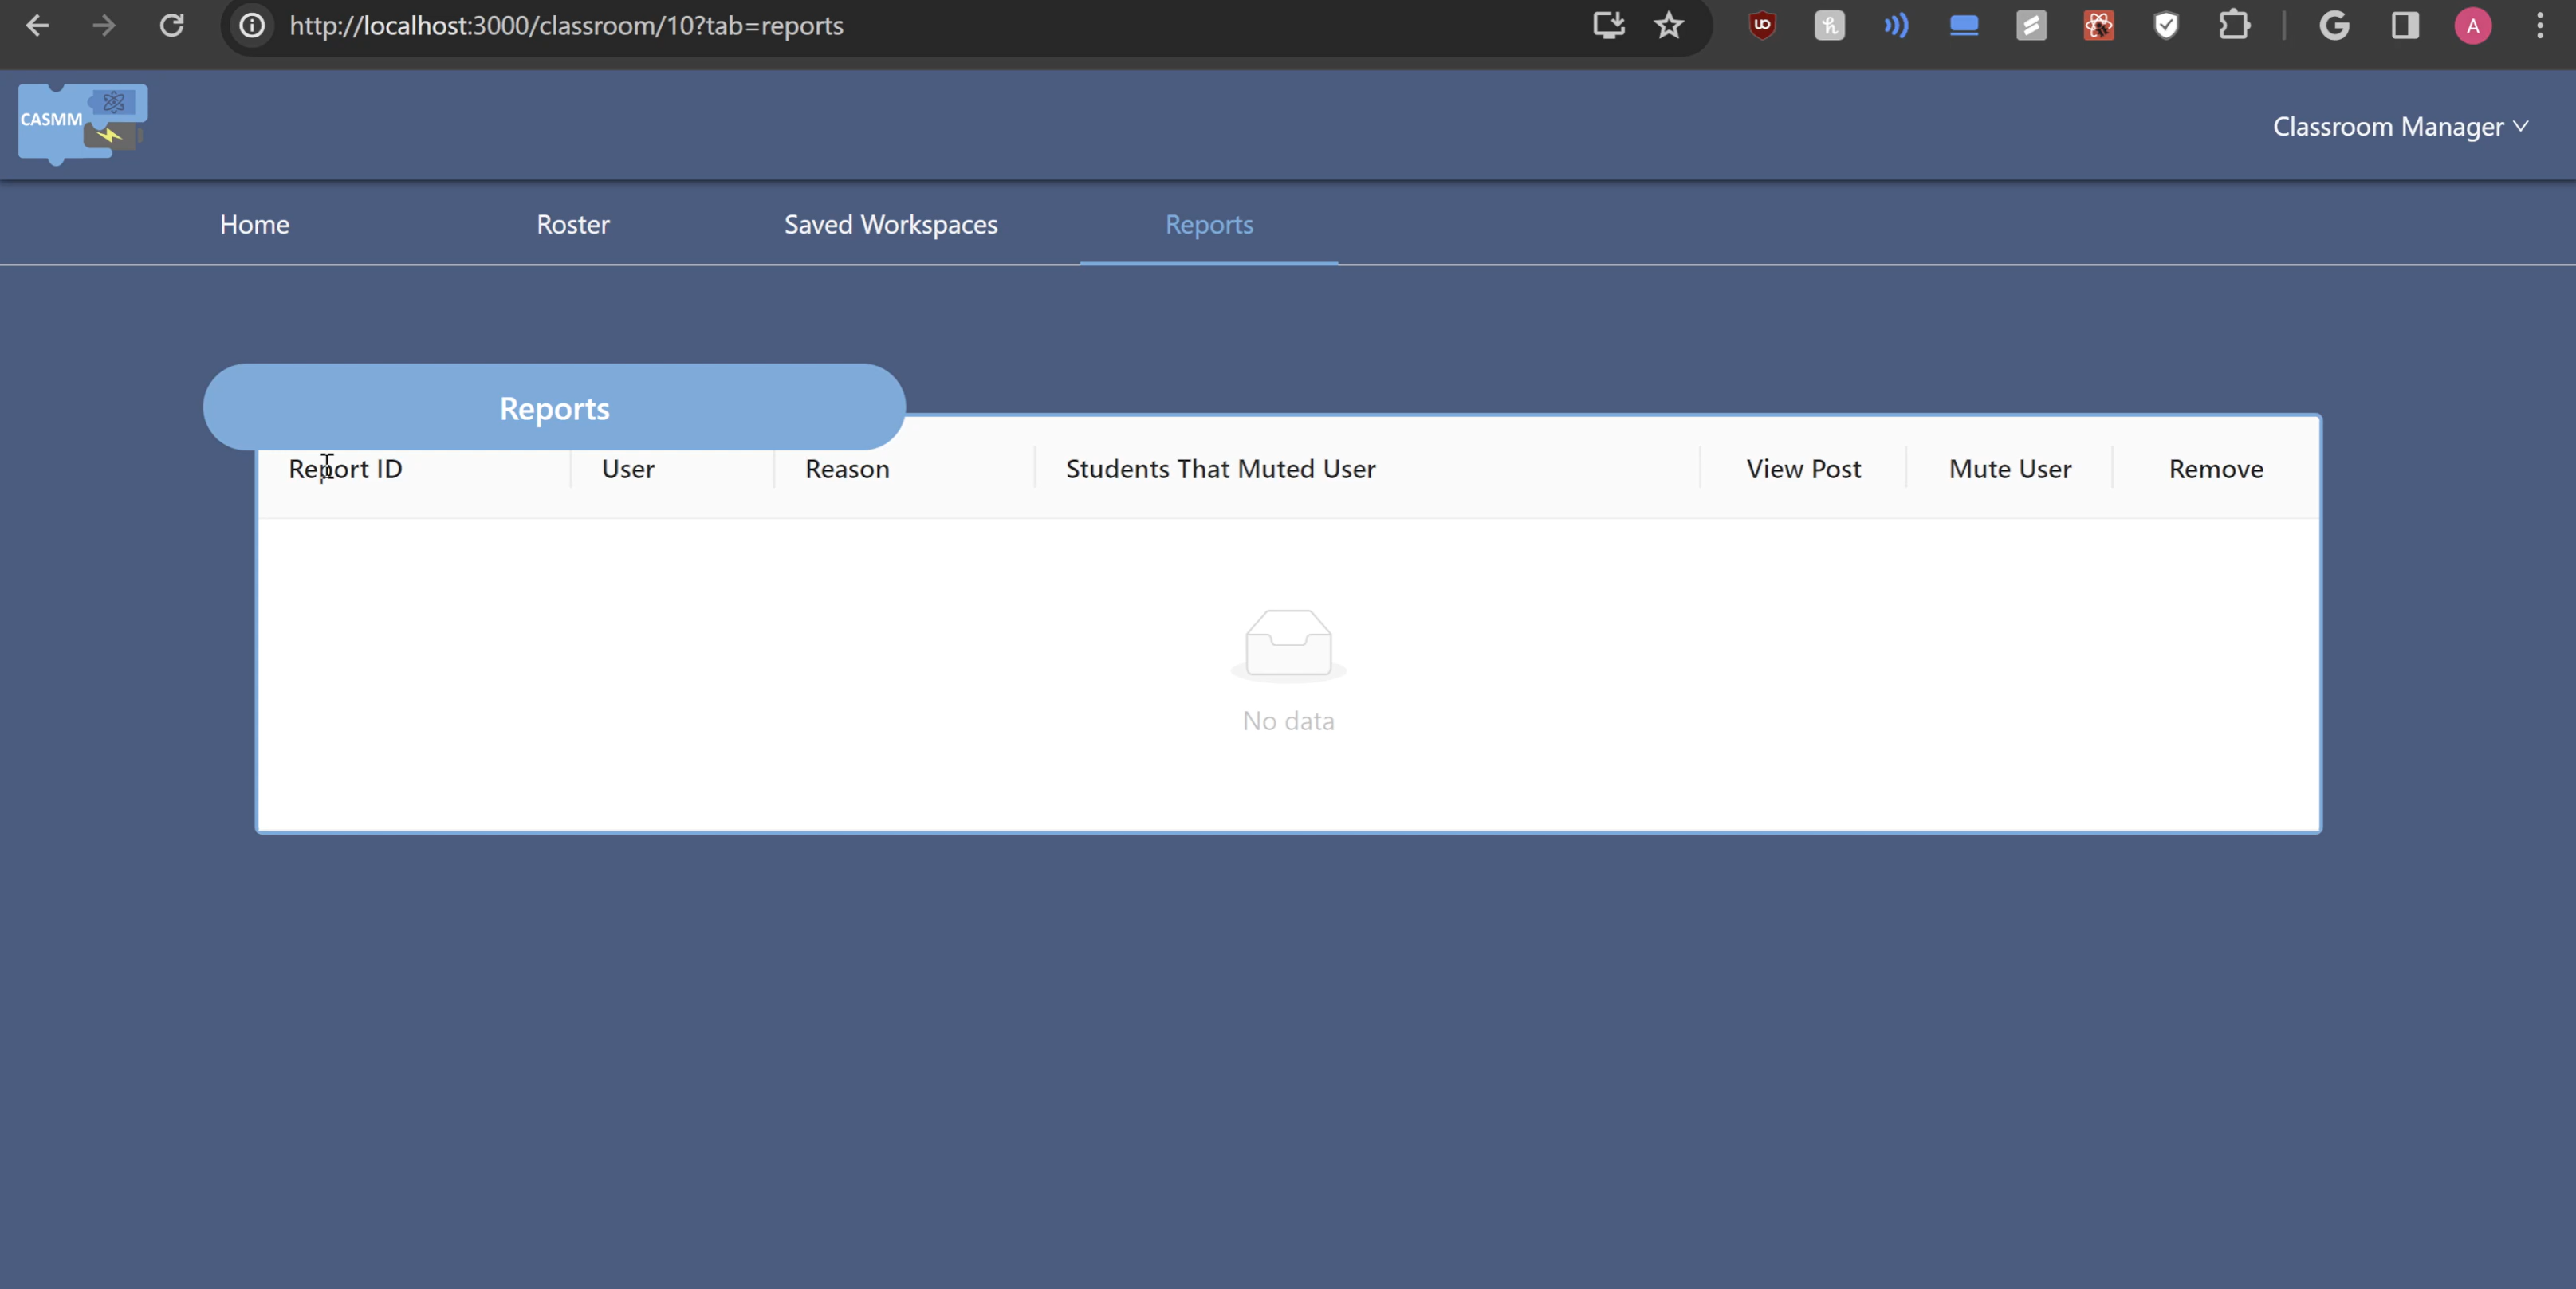 http://localhost:3000/classroom/10?tab=reports
A
CASMM
Classroom Manager
Home Roster Saved Workspaces Reports
Reports
Report ID User Reason Students That Muted User View Post Mute User Remove
No data